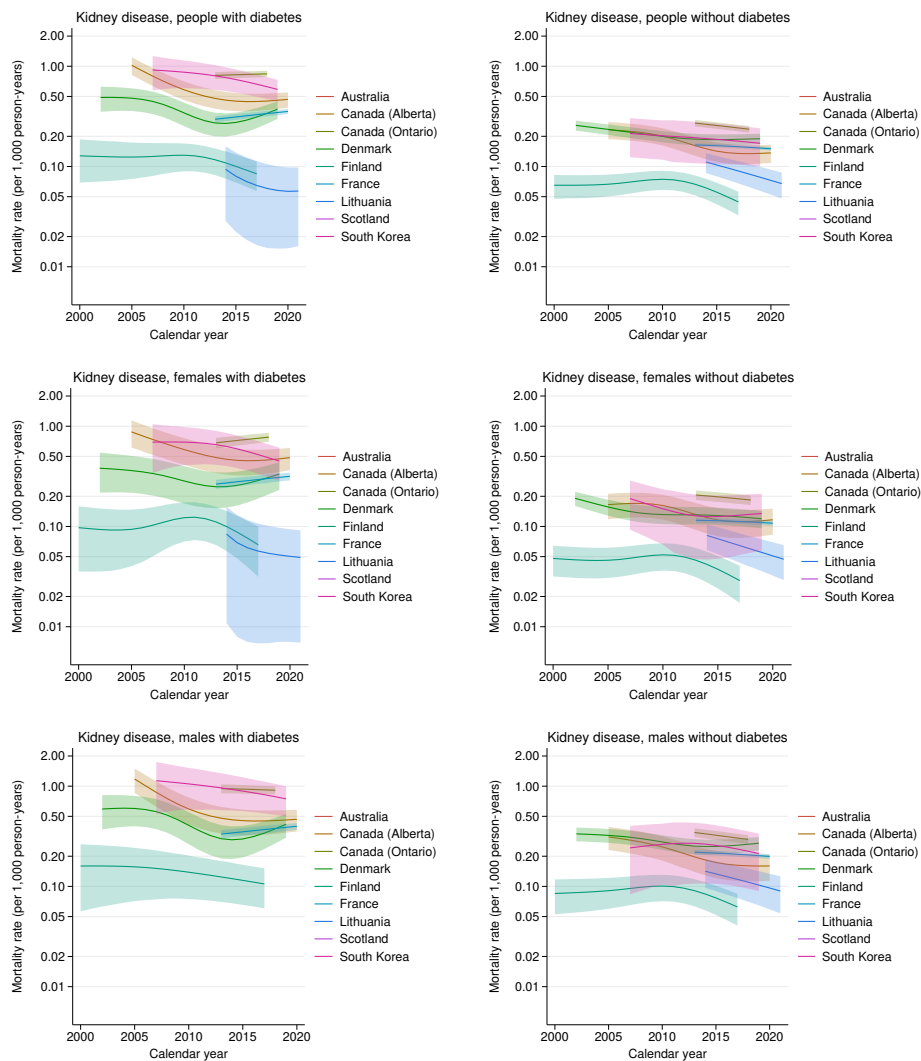 Kidney disease, people with diabetes
Mortality rate (per 1,000 person-years)
2.00
1.00
0.50
0.20
0.10
0.05
0.02
0.01
2000 2005 2010 2015 2020
Calendar year
Australia
Canada (Alberta)
Canada (Ontario)
Denmark
Finland
France
Lithuania
Scotland
South Korea
Kidney disease, people without diabetes
Mortality rate (per 1,000 person-years)
2.00
1.00
0.50
0.20
0.10
0.05
0.02
0.01
2000 2005 2010 2015 2020
Calendar year
Australia
Canada (Alberta)
Canada (Ontario)
Denmark
Finland
France
Lithuania
Scotland
South Korea
Kidney disease, females with diabetes
Mortality rate (per 1,000 person-years)
2.00
1.00
0.50
0.20
0.10
0.05
0.02
0.01
2000 2005 2010 2015 2020
Calendar year
Australia
Canada (Alberta)
Canada (Ontario)
Denmark
Finland
France
Lithuania
Scotland
South Korea
Kidney disease, females without diabetes
Mortality rate (per 1,000 person-years)
2.00
1.00
0.50
0.20
0.10
0.05
0.02
0.01
2000 2005 2010 2015 2020
Calendar year
Australia
Canada (Alberta)
Canada (Ontario)
Denmark
Finland
France
Lithuania
Scotland
South Korea
Kidney disease, males with diabetes
Mortality rate (per 1,000 person-years)
2.00
1.00
0.50
0.20
0.10
0.05
0.02
0.01
2000 2005 2010 2015 2020
Calendar year
Australia
Canada (Alberta)
Canada (Ontario)
Denmark
Finland
France
Lithuania
Scotland
South Korea
Kidney disease, males without diabetes
Mortality rate (per 1,000 person-years)
2.00
1.00
0.50
0.20
0.10
0.05
0.02
0.01
2000 2005 2010 2015 2020
Calendar year
Australia
Canada (Alberta)
Canada (Ontario)
Denmark
Finland
France
Lithuania
Scotland
South Korea